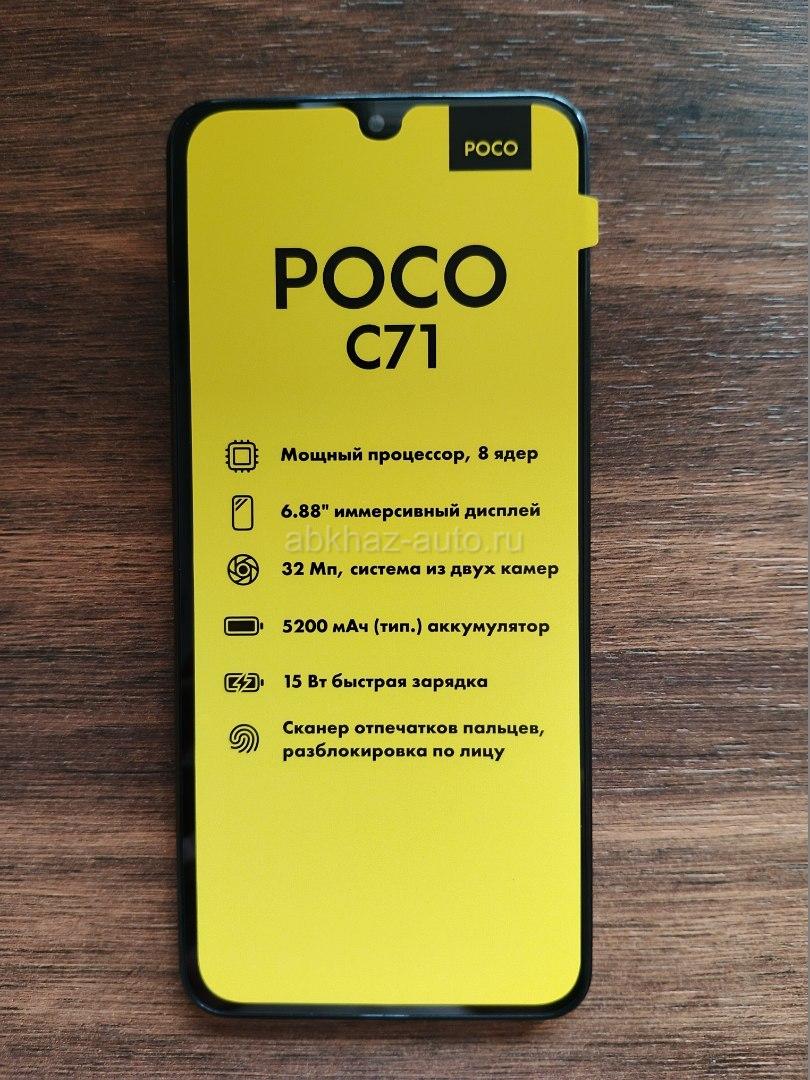 POCO
POCO
C71
Мощный процессор, 8 ядер
6.88" иммерсивный дисплей
abkhaz-auto.ru
32 Мп, система из двух камер
5200 мАч (тип.) аккумулятор
15 Вт быстрая зарядка
Сканер отпечатков пальцев,
разблокировка по лицу